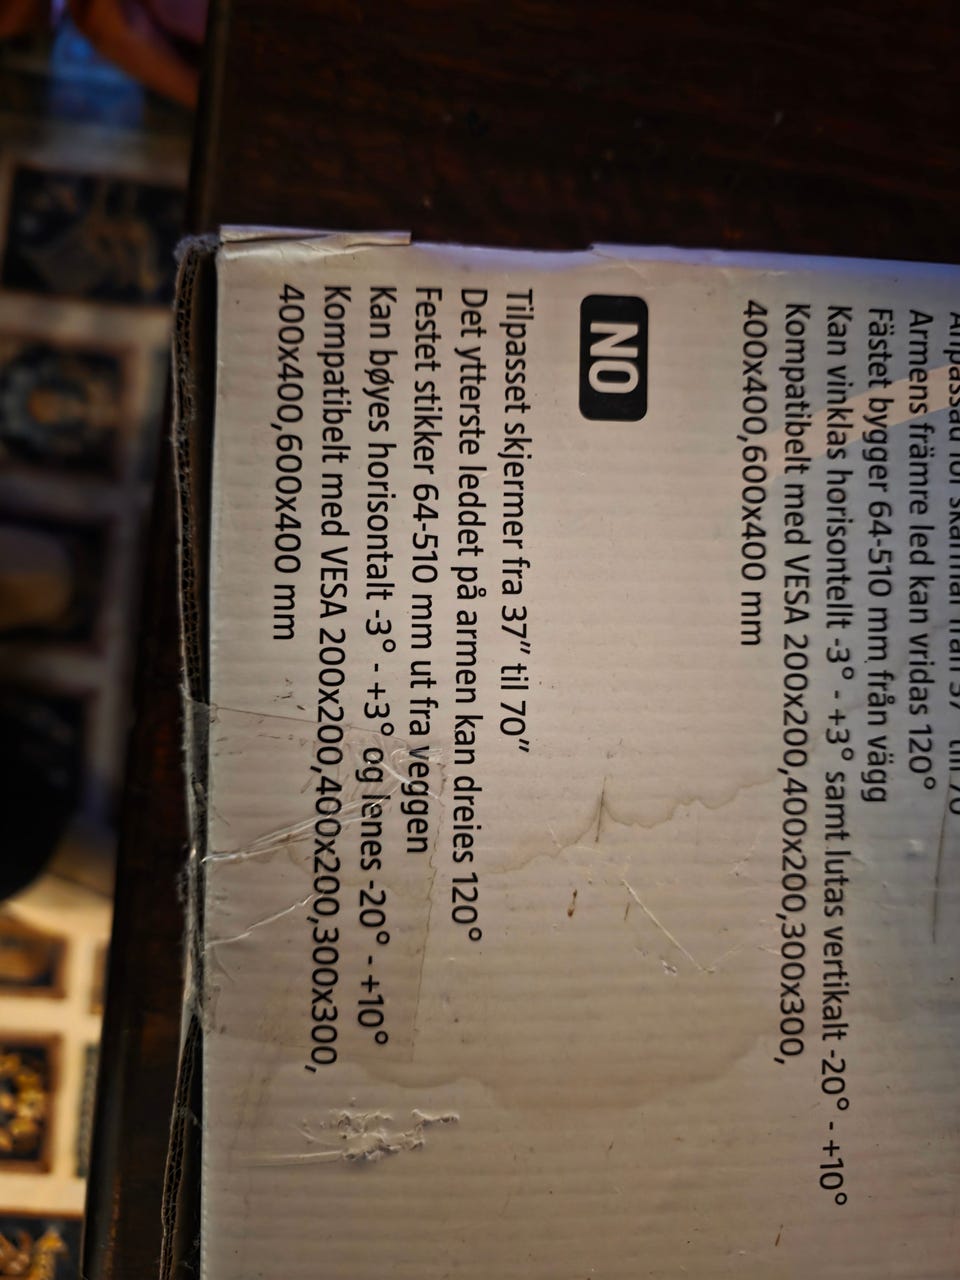 Armens främre led kan vridas 120°
Fästet bygger 64-510 mm från vägg
Kan vinklas horisontellt -3° - +3° samt lutas vertikalt -20° - +10°
Kompatibelt med VESA 200x200,400x200,300x300,
400x400,600x400 mm
NO
Tilpasset skjermer fra 37” til 70”
Det ytterste leddet på armen kan dreies 120°
Festet stikker 64-510 mm ut fra veggen
Kan bøyes horisontalt -3° - +3° og lenes -20° - +10°
Kompatibelt med VESA 200x200,400x200,300x300,
400x400,600x400 mm